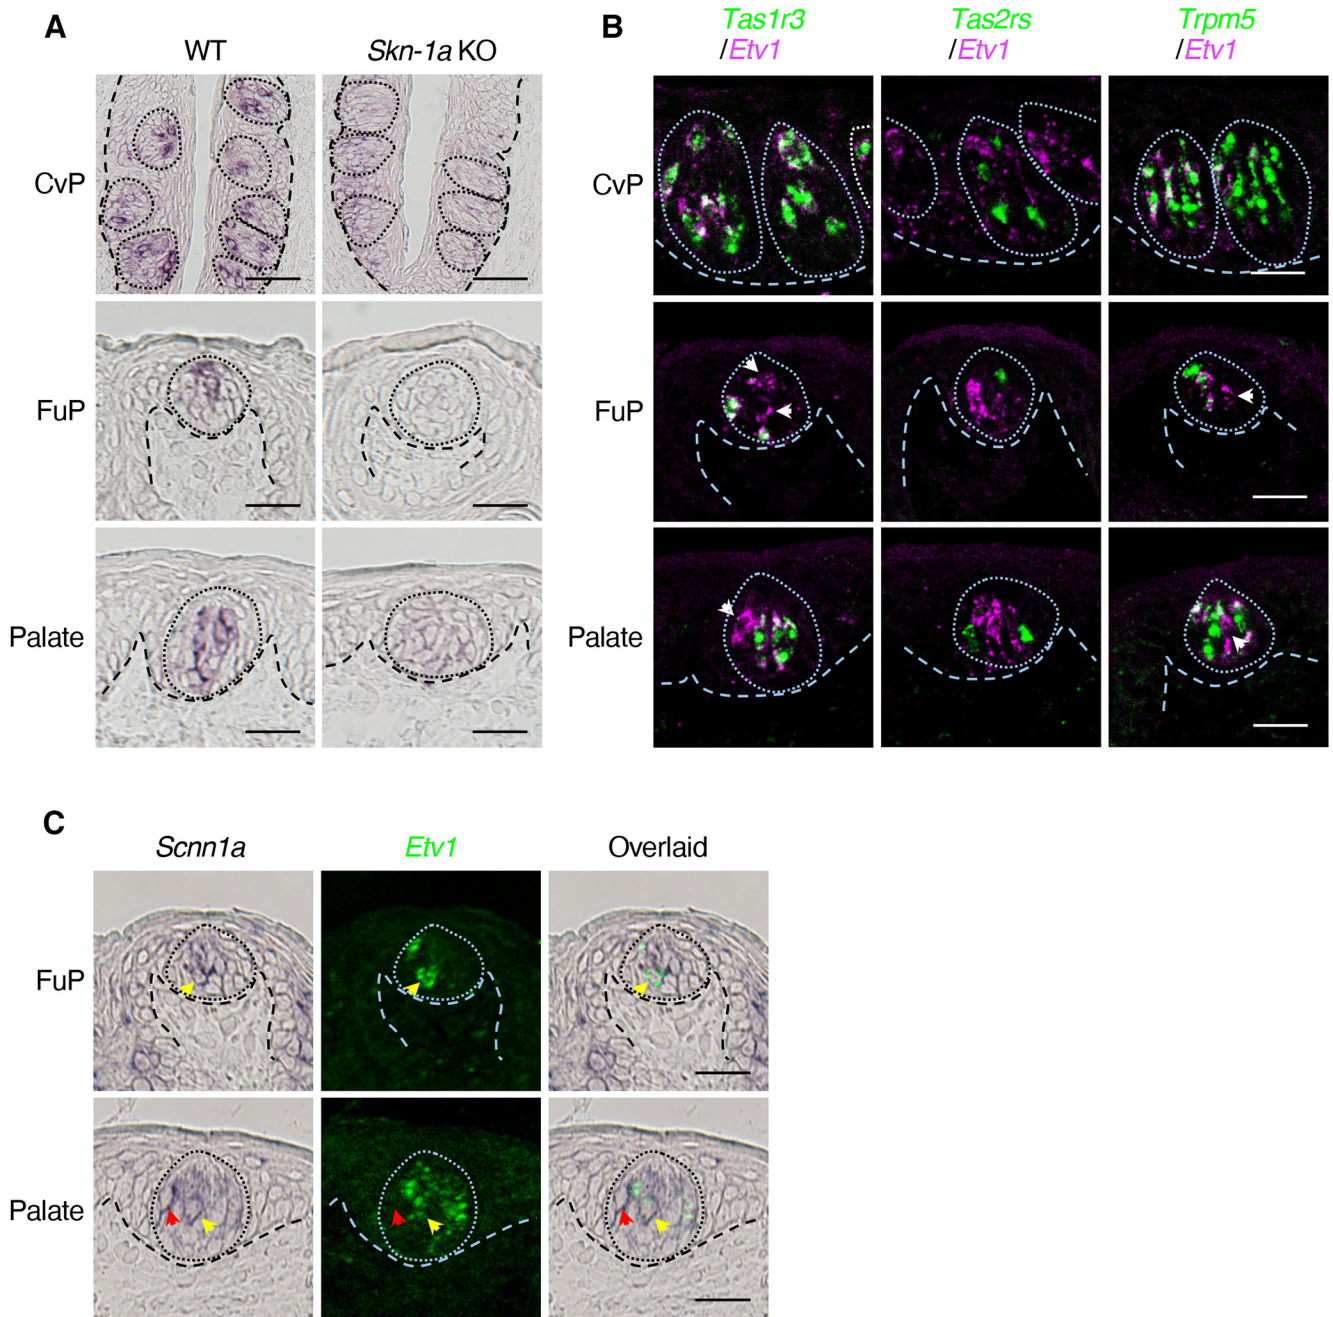 A
WT
Skn-1a KO
CvP
FuP
Palate
B
Tas1r3
/Etv1
Tas2rs
/Etv1
Trpm5
/Etv1
CvP
FuP
Palate
C
Scnn1a
Etv1
Overlaid
FuP
Palate